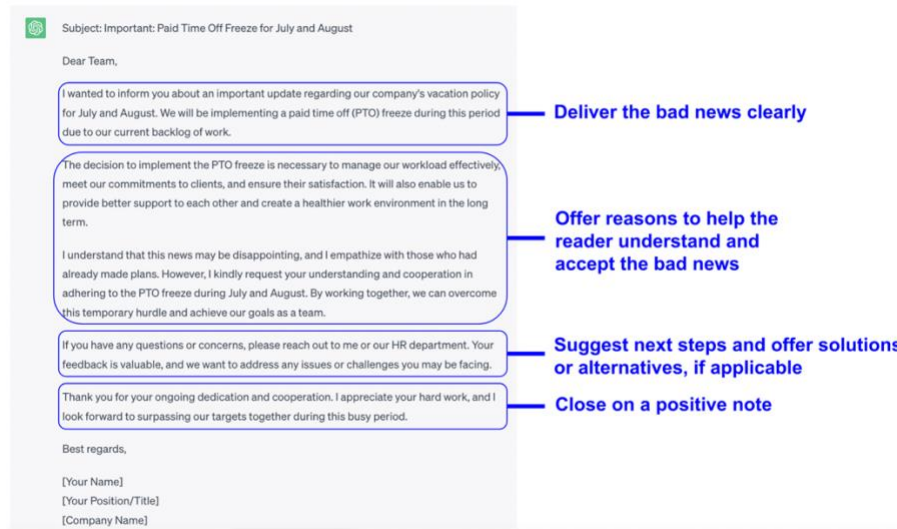 Subject: Important: Paid Time Off Freeze for July and August
Dear Team,
I wanted to inform you about an important update regarding our company's vacation policy
for July and August. We will be implementing a paid time off (PTO) freeze during this period
due to our current backlog of work.
Deliver the bad news clearly
The decision to implement the PTO freeze is necessary to manage our workload effectively,
meet our commitments to clients, and ensure their satisfaction. It will also enable us to
provide better support to each other and create a healthier work environment in the long
term.
I understand that this news may be disappointing, and I empathize with those who had
already made plans. However, I kindly request your understanding and cooperation in
adhering to the PTO freeze during July and August. By working together, we can overcome
this temporary hurdle and achieve our goals as a team.
Offer reasons to help the
reader understand and
accept the bad news
If you have any questions or concerns, please reach out to me or our HR department. Your
feedback is valuable, and we want to address any issues or challenges you may be facing.
Suggest next steps and offer solutions
or alternatives, if applicable
Thank you for your ongoing dedication and cooperation. I appreciate your hard work, and I
look forward to surpassing our targets together during this busy period.
Close on a positive note
Best regards,
[Your Name]
[Your Position/Title]
[Company Name]